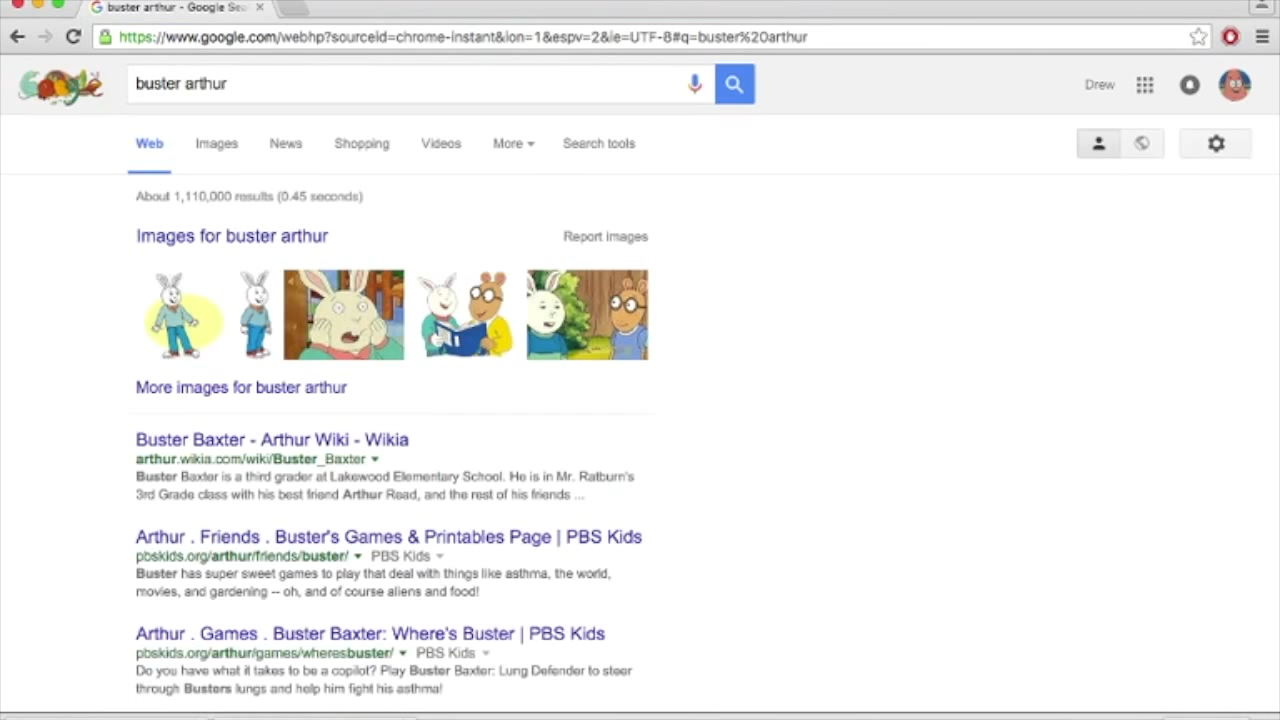 buster arthur - Google Sea
https://www.google.com/webhp?sourceid=chrome-instant&ion=1&espv=2&ie=UTF-8#q=buster%20arthur
buster arthur
Drew
Web Images News Shopping Videos More Search tools
About 1,110,000 results (0.45 seconds)
Images for buster arthur Report images
More images for buster arthur
Buster Baxter - Arthur Wiki - Wikia
arthur.wikia.com/wiki/Buster_Baxter
Buster Baxter is a third grader at Lakewood Elementary School. He is in Mr. Ratburn's
3rd Grade class with his best friend Arthur Read, and the rest of his friends ...
Arthur . Friends . Buster's Games & Printables Page | PBS Kids
pbskids.org/arthur/friends/buster/ PBS Kids
Buster has super sweet games to play that deal with things like asthma, the world,
movies, and gardening -- oh, and of course aliens and food!
Arthur . Games . Buster Baxter: Where's Buster | PBS Kids
pbskids.org/arthur/games/wheresbuster/ PBS Kids
Do you have what it takes to be a copilot? Play Buster Baxter: Lung Defender to steer
through Busters lungs and help him fight his asthma!